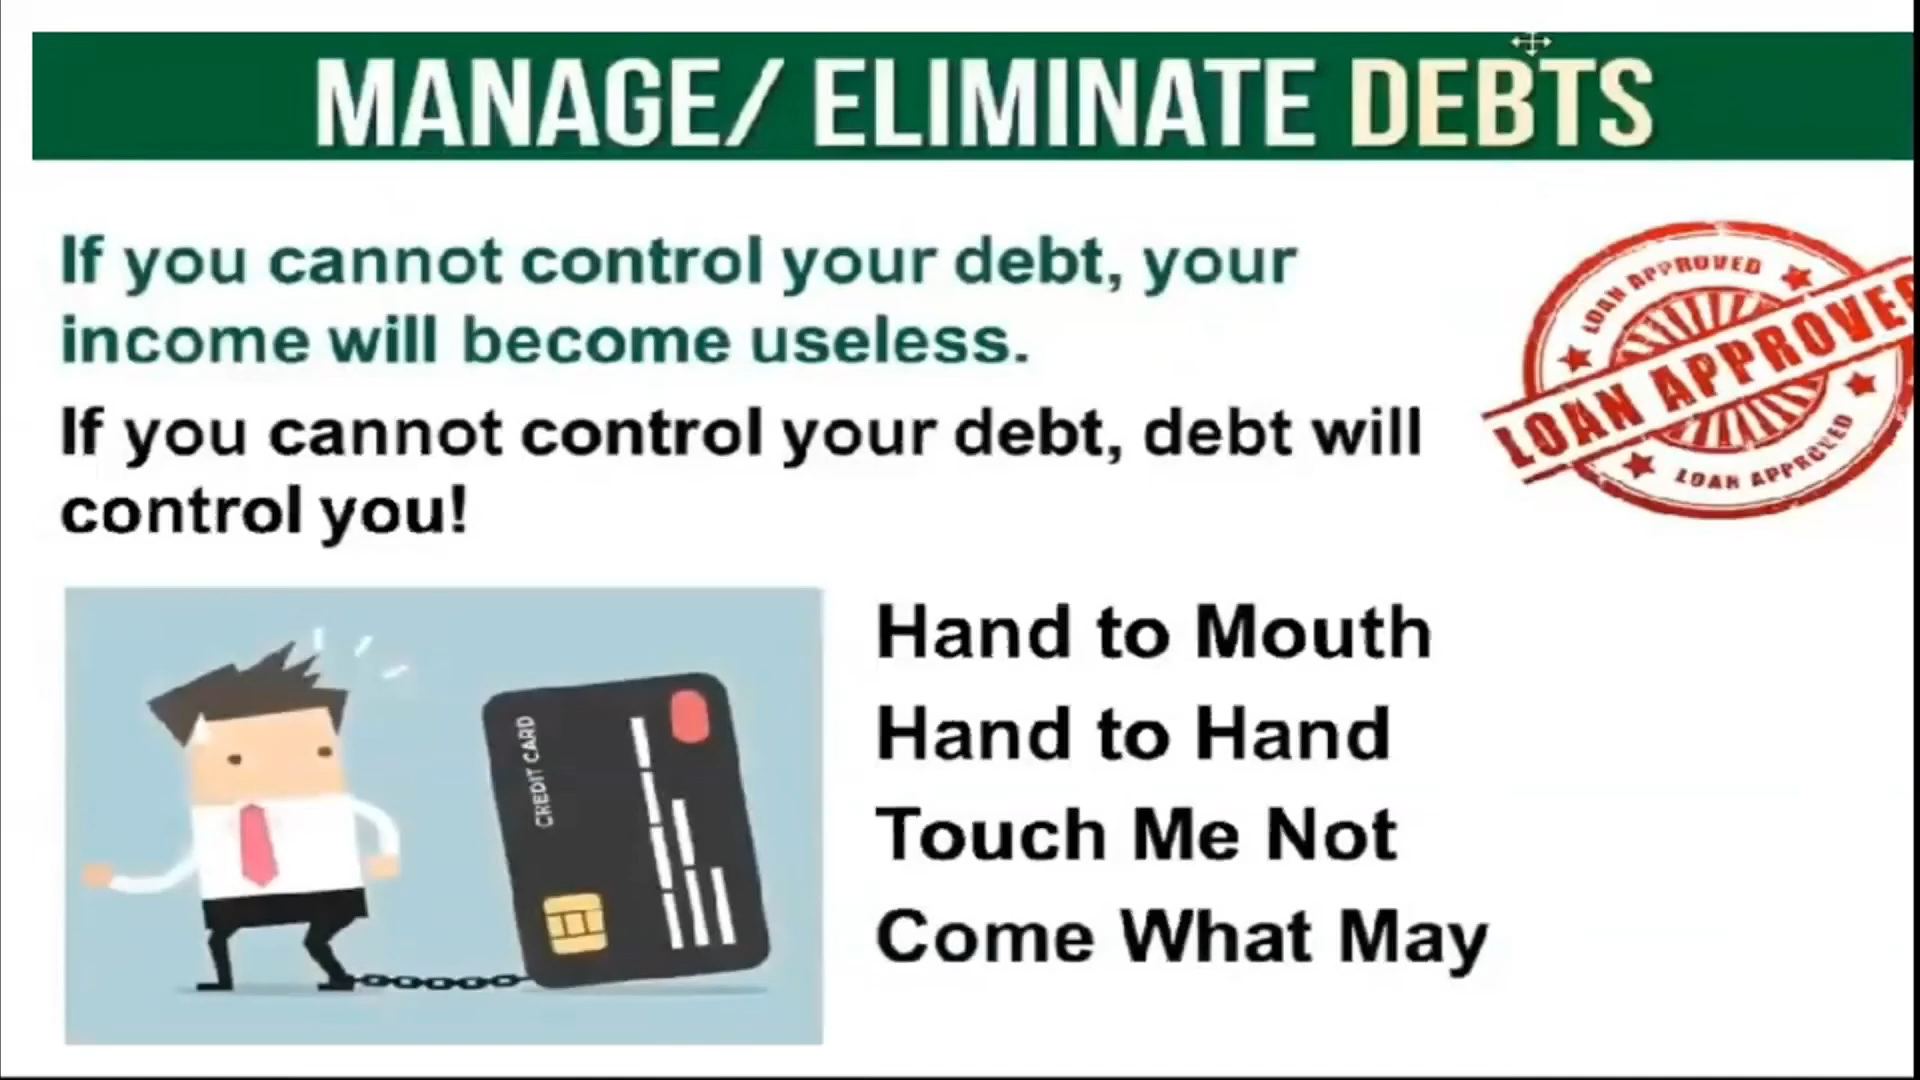 MANAGE/ ELIMINATE DEBTS
If you cannot control your debt, your
income will become useless.
If you cannot control your debt, debt will
control you!
LOAN APPROVED
LOAN APPROVED
LOAN APPROVED
Hand to Mouth
Hand to Hand
Touch Me Not
Come What May
CREDIT CARD